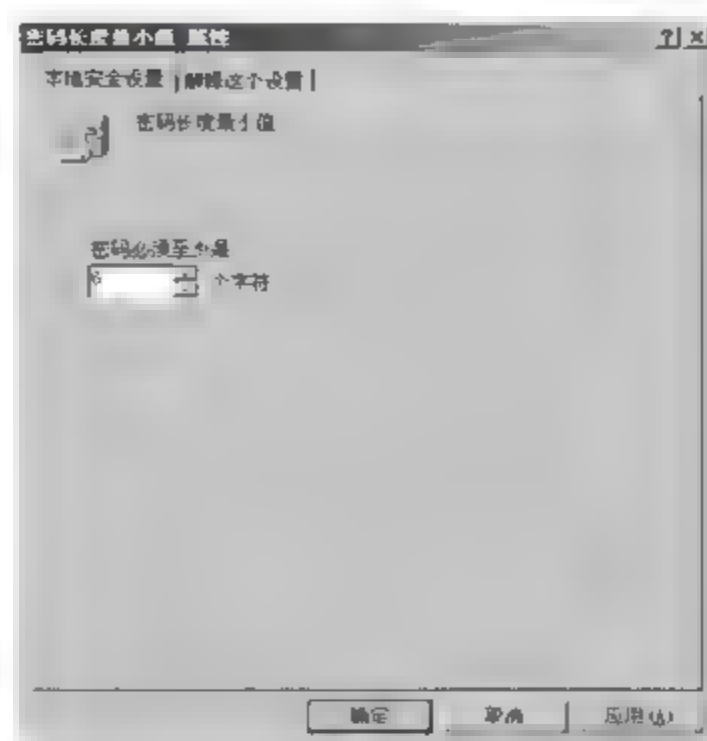 密码长度最小值 属性
本地安全设置 解释这个设置
密码长度最小值
密码必须至少是
6 个字符
确定 取消 应用(A)